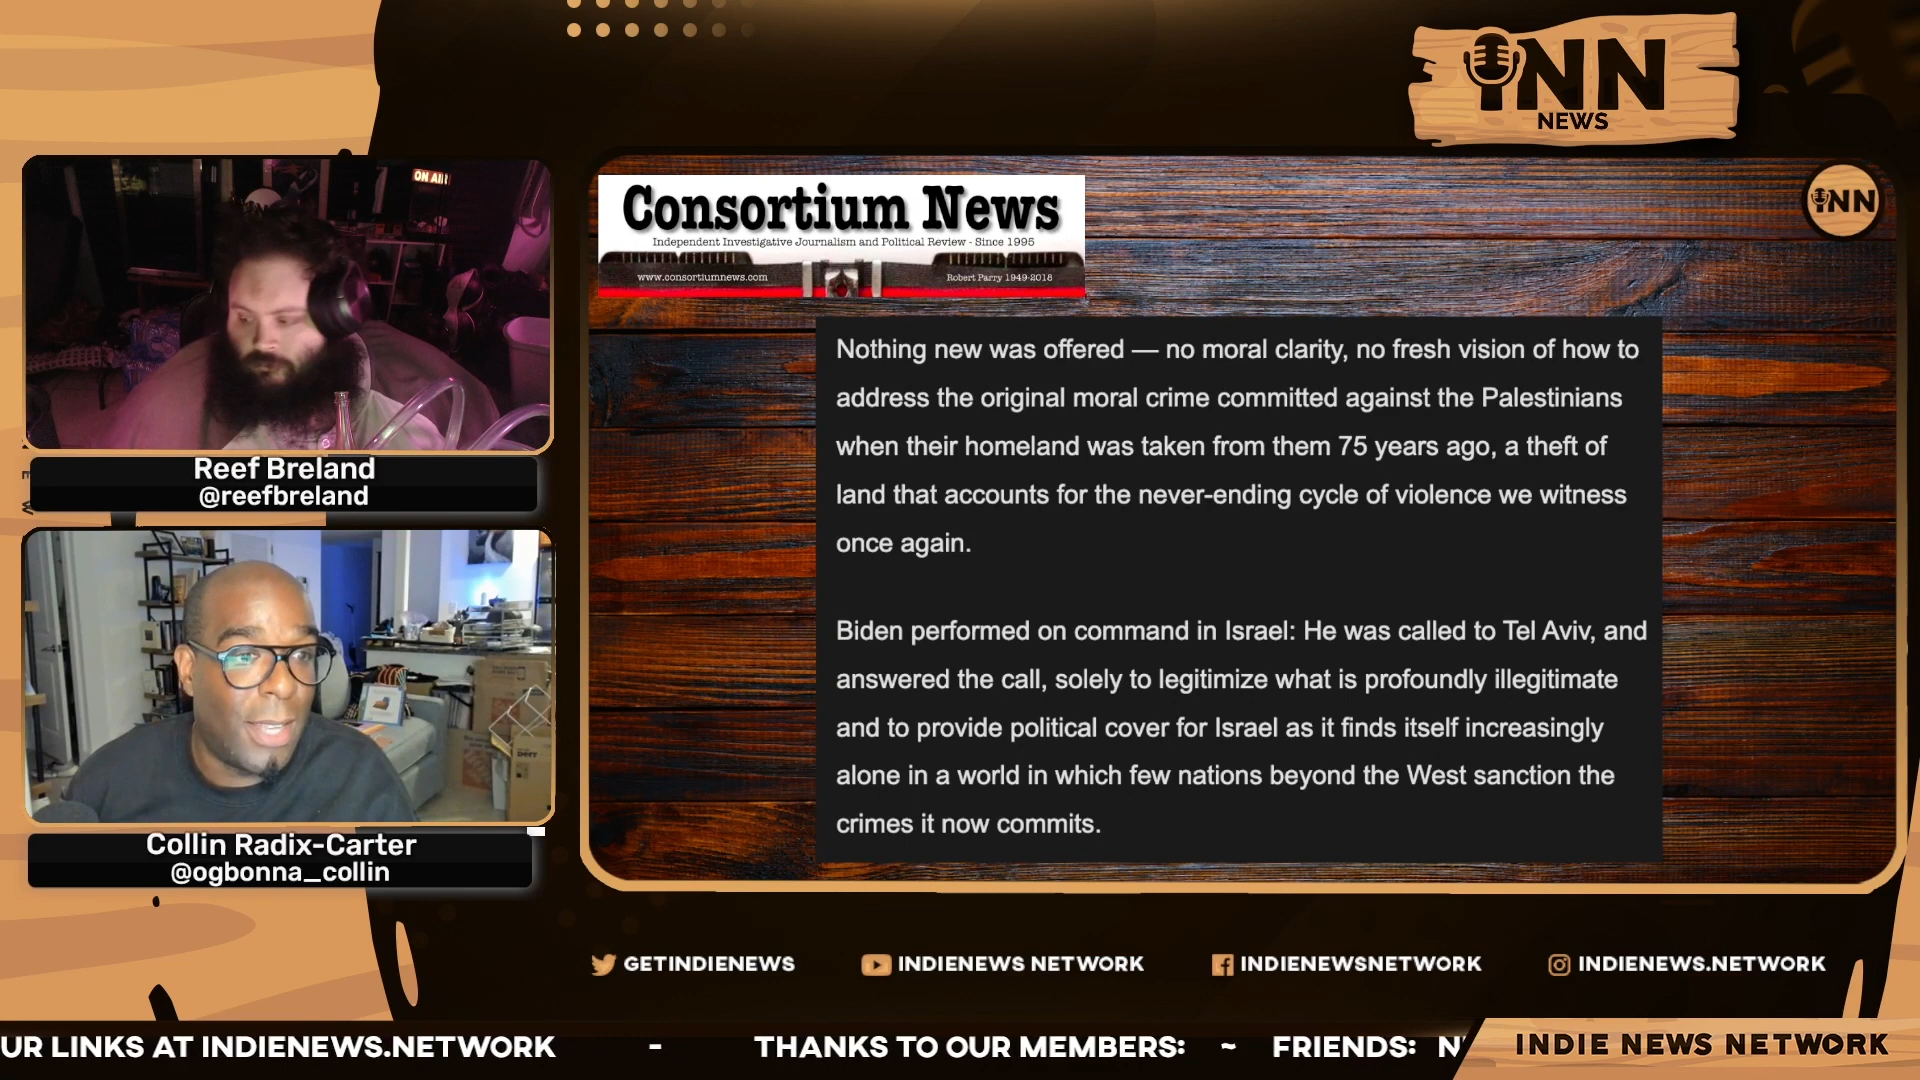 iNN
NEWS
ON AIR
Consortium News
Independent Investigative Journalism and Political Review - Since 1995
www.consortiumnews.com
Robert Parry 1949-2018
iNN
Nothing new was offered — no moral clarity, no fresh vision of how to
address the original moral crime committed against the Palestinians
when their homeland was taken from them 75 years ago, a theft of
land that accounts for the never-ending cycle of violence we witness
once again.
Biden performed on command in Israel: He was called to Tel Aviv, and
answered the call, solely to legitimize what is profoundly illegitimate
and to provide political cover for Israel as it finds itself increasingly
alone in a world in which few nations beyond the West sanction the
crimes it now commits.
Reef Breland
@reefbreland
Collin Radix-Carter
@ogbonna_collin
GETINDIENEWS
INDIENEWS NETWORK
INDIENEWSNETWORK
INDIENEWS.NETWORK
UR LINKS AT INDIENEWS.NETWORK - THANKS TO OUR MEMBERS: ~ FRIENDS: N
INDIE NEWS NETWORK